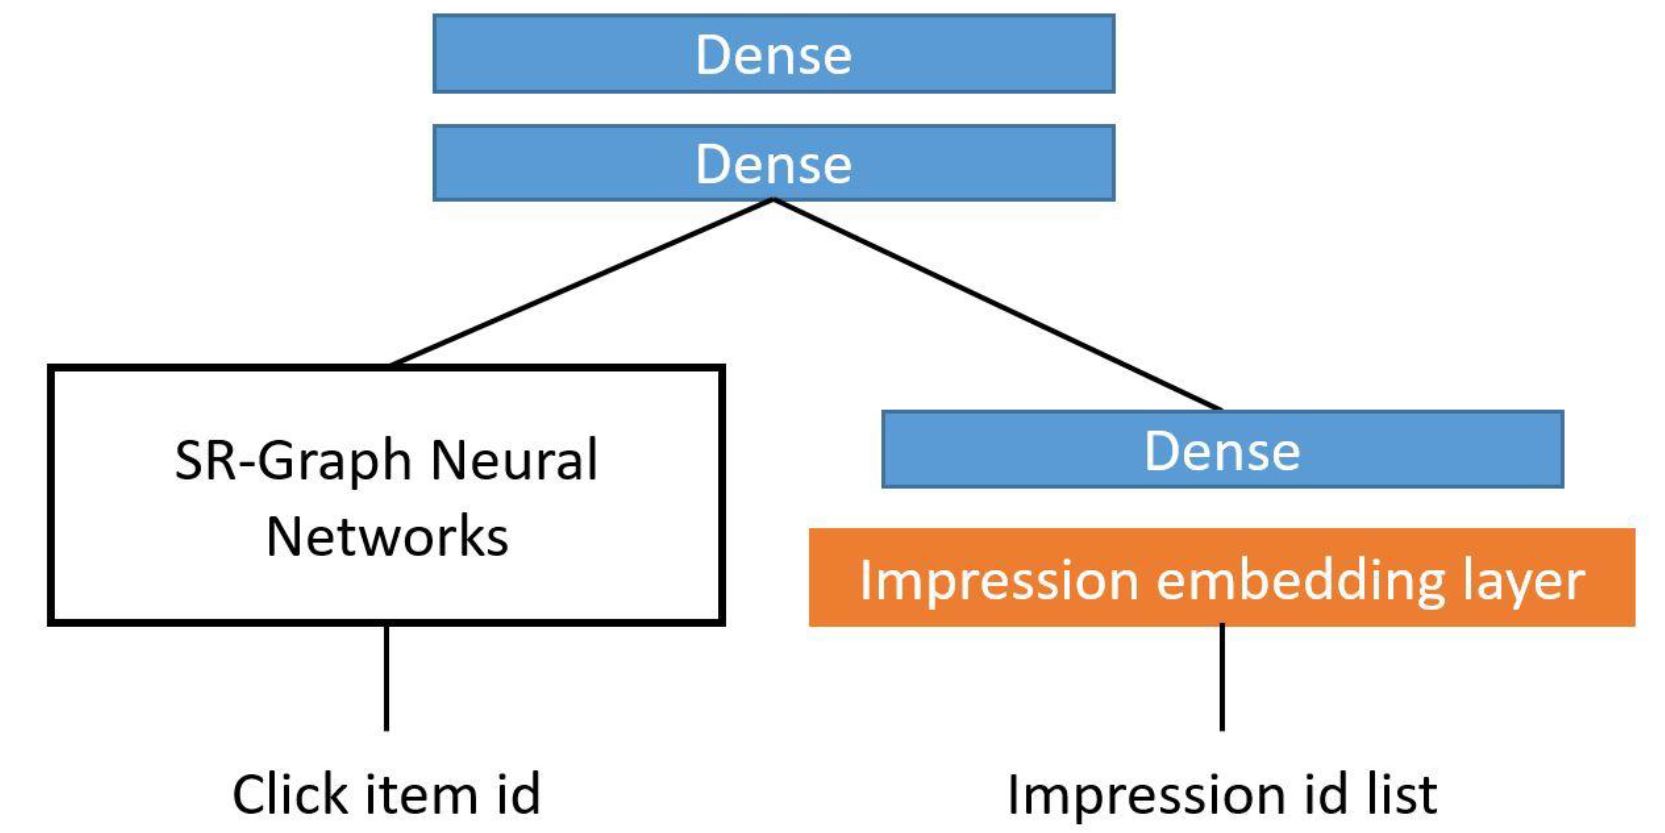 Dense
Dense
SR-Graph Neural
Networks
Dense
Impression embedding layer
Click item id
Impression id list